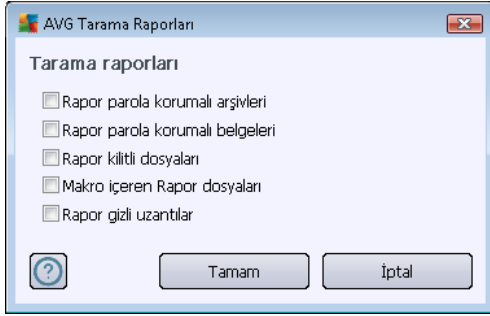 AVG Tarama Raporları
Tarama raporları
Rapor parola korumalı arşivleri
Rapor parola korumalı belgeleri
Rapor kilitli dosyaları
Makro içeren Rapor dosyaları
Rapor gizli uzantılar
Tamam
İptal